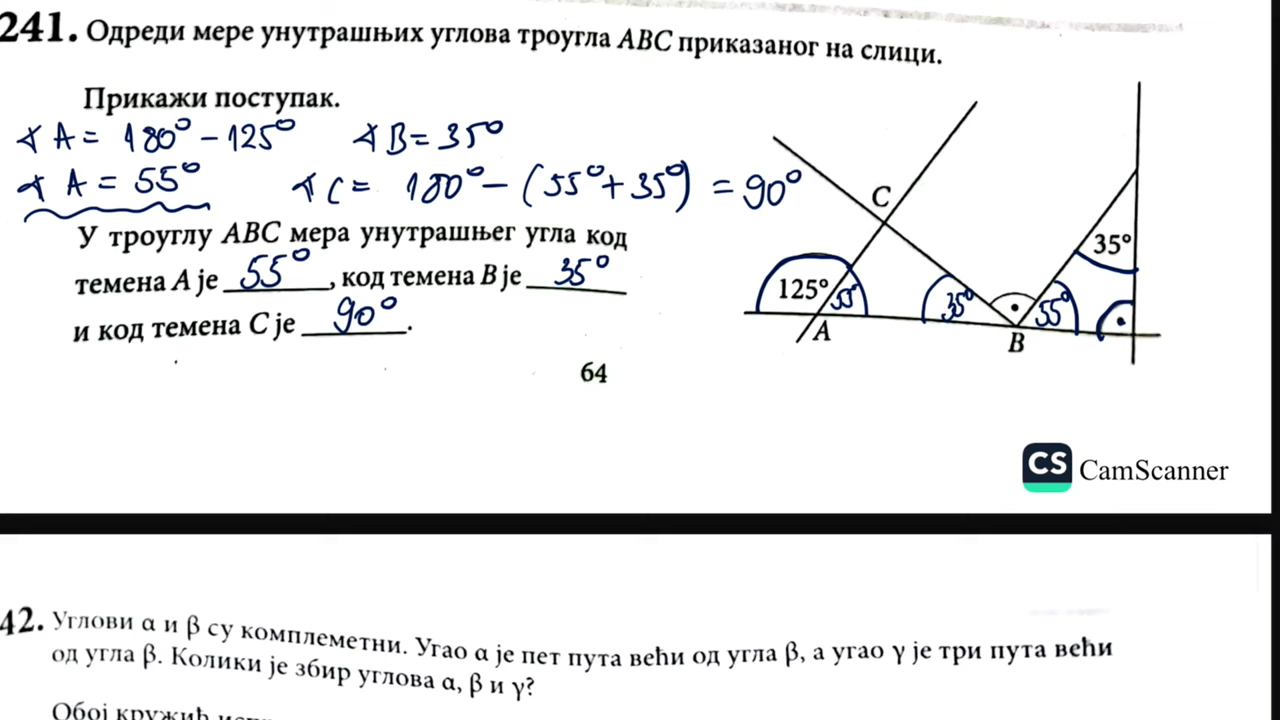 241. Одреди мере унутрашњих углова троугла ABC приказаног на слици.
Прикажи поступак.
∢ A = 180° - 125°   ∢ B = 35°
∢ A = 55°   ∢ C = 180° - (55° + 35°) = 90°
У троуглу ABC мера унутрашњег угла код
темена A је 55°, код темена B је 35°
и код темена C је 90°.
C
35°
125° 55° 35° 55°
A
B
64
CS CamScanner
42. Углови α и β су комплеметни. Угао α је пет пута већи од угла β, а угао γ је три пута већи
од угла β. Колики је збир углова α, β и γ?
Обој кружић